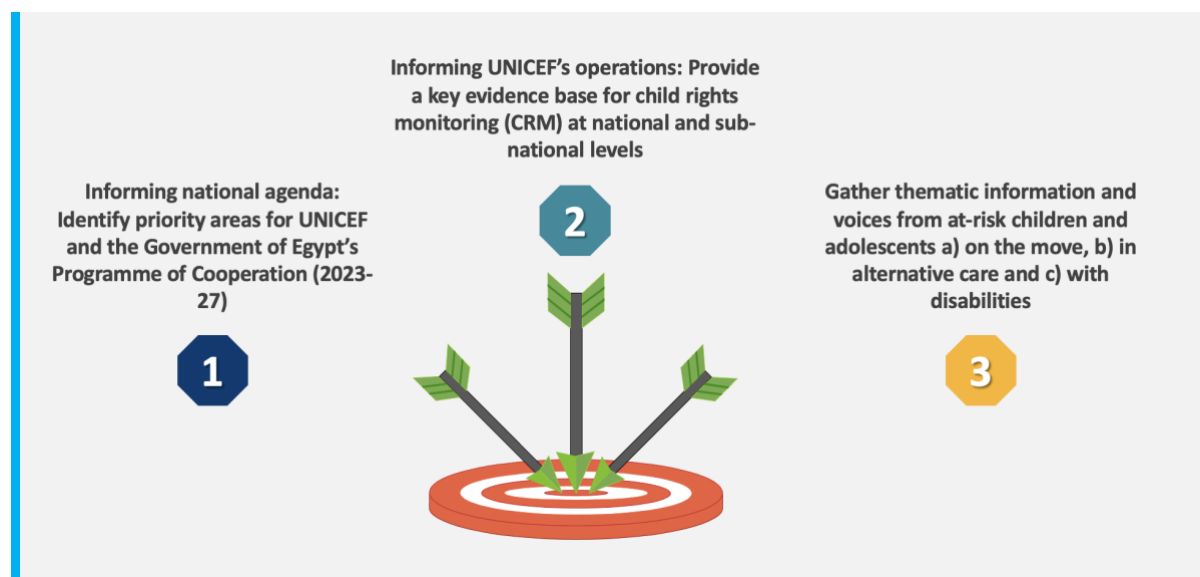 Informing national agenda:
Identify priority areas for UNICEF
and the Government of Egypt’s
Programme of Cooperation (2023-
27)
1
Informing UNICEF’s operations: Provide
a key evidence base for child rights
monitoring (CRM) at national and sub-
national levels
2
Gather thematic information and
voices from at-risk children and
adolescents a) on the move, b) in
alternative care and c) with
disabilities
3